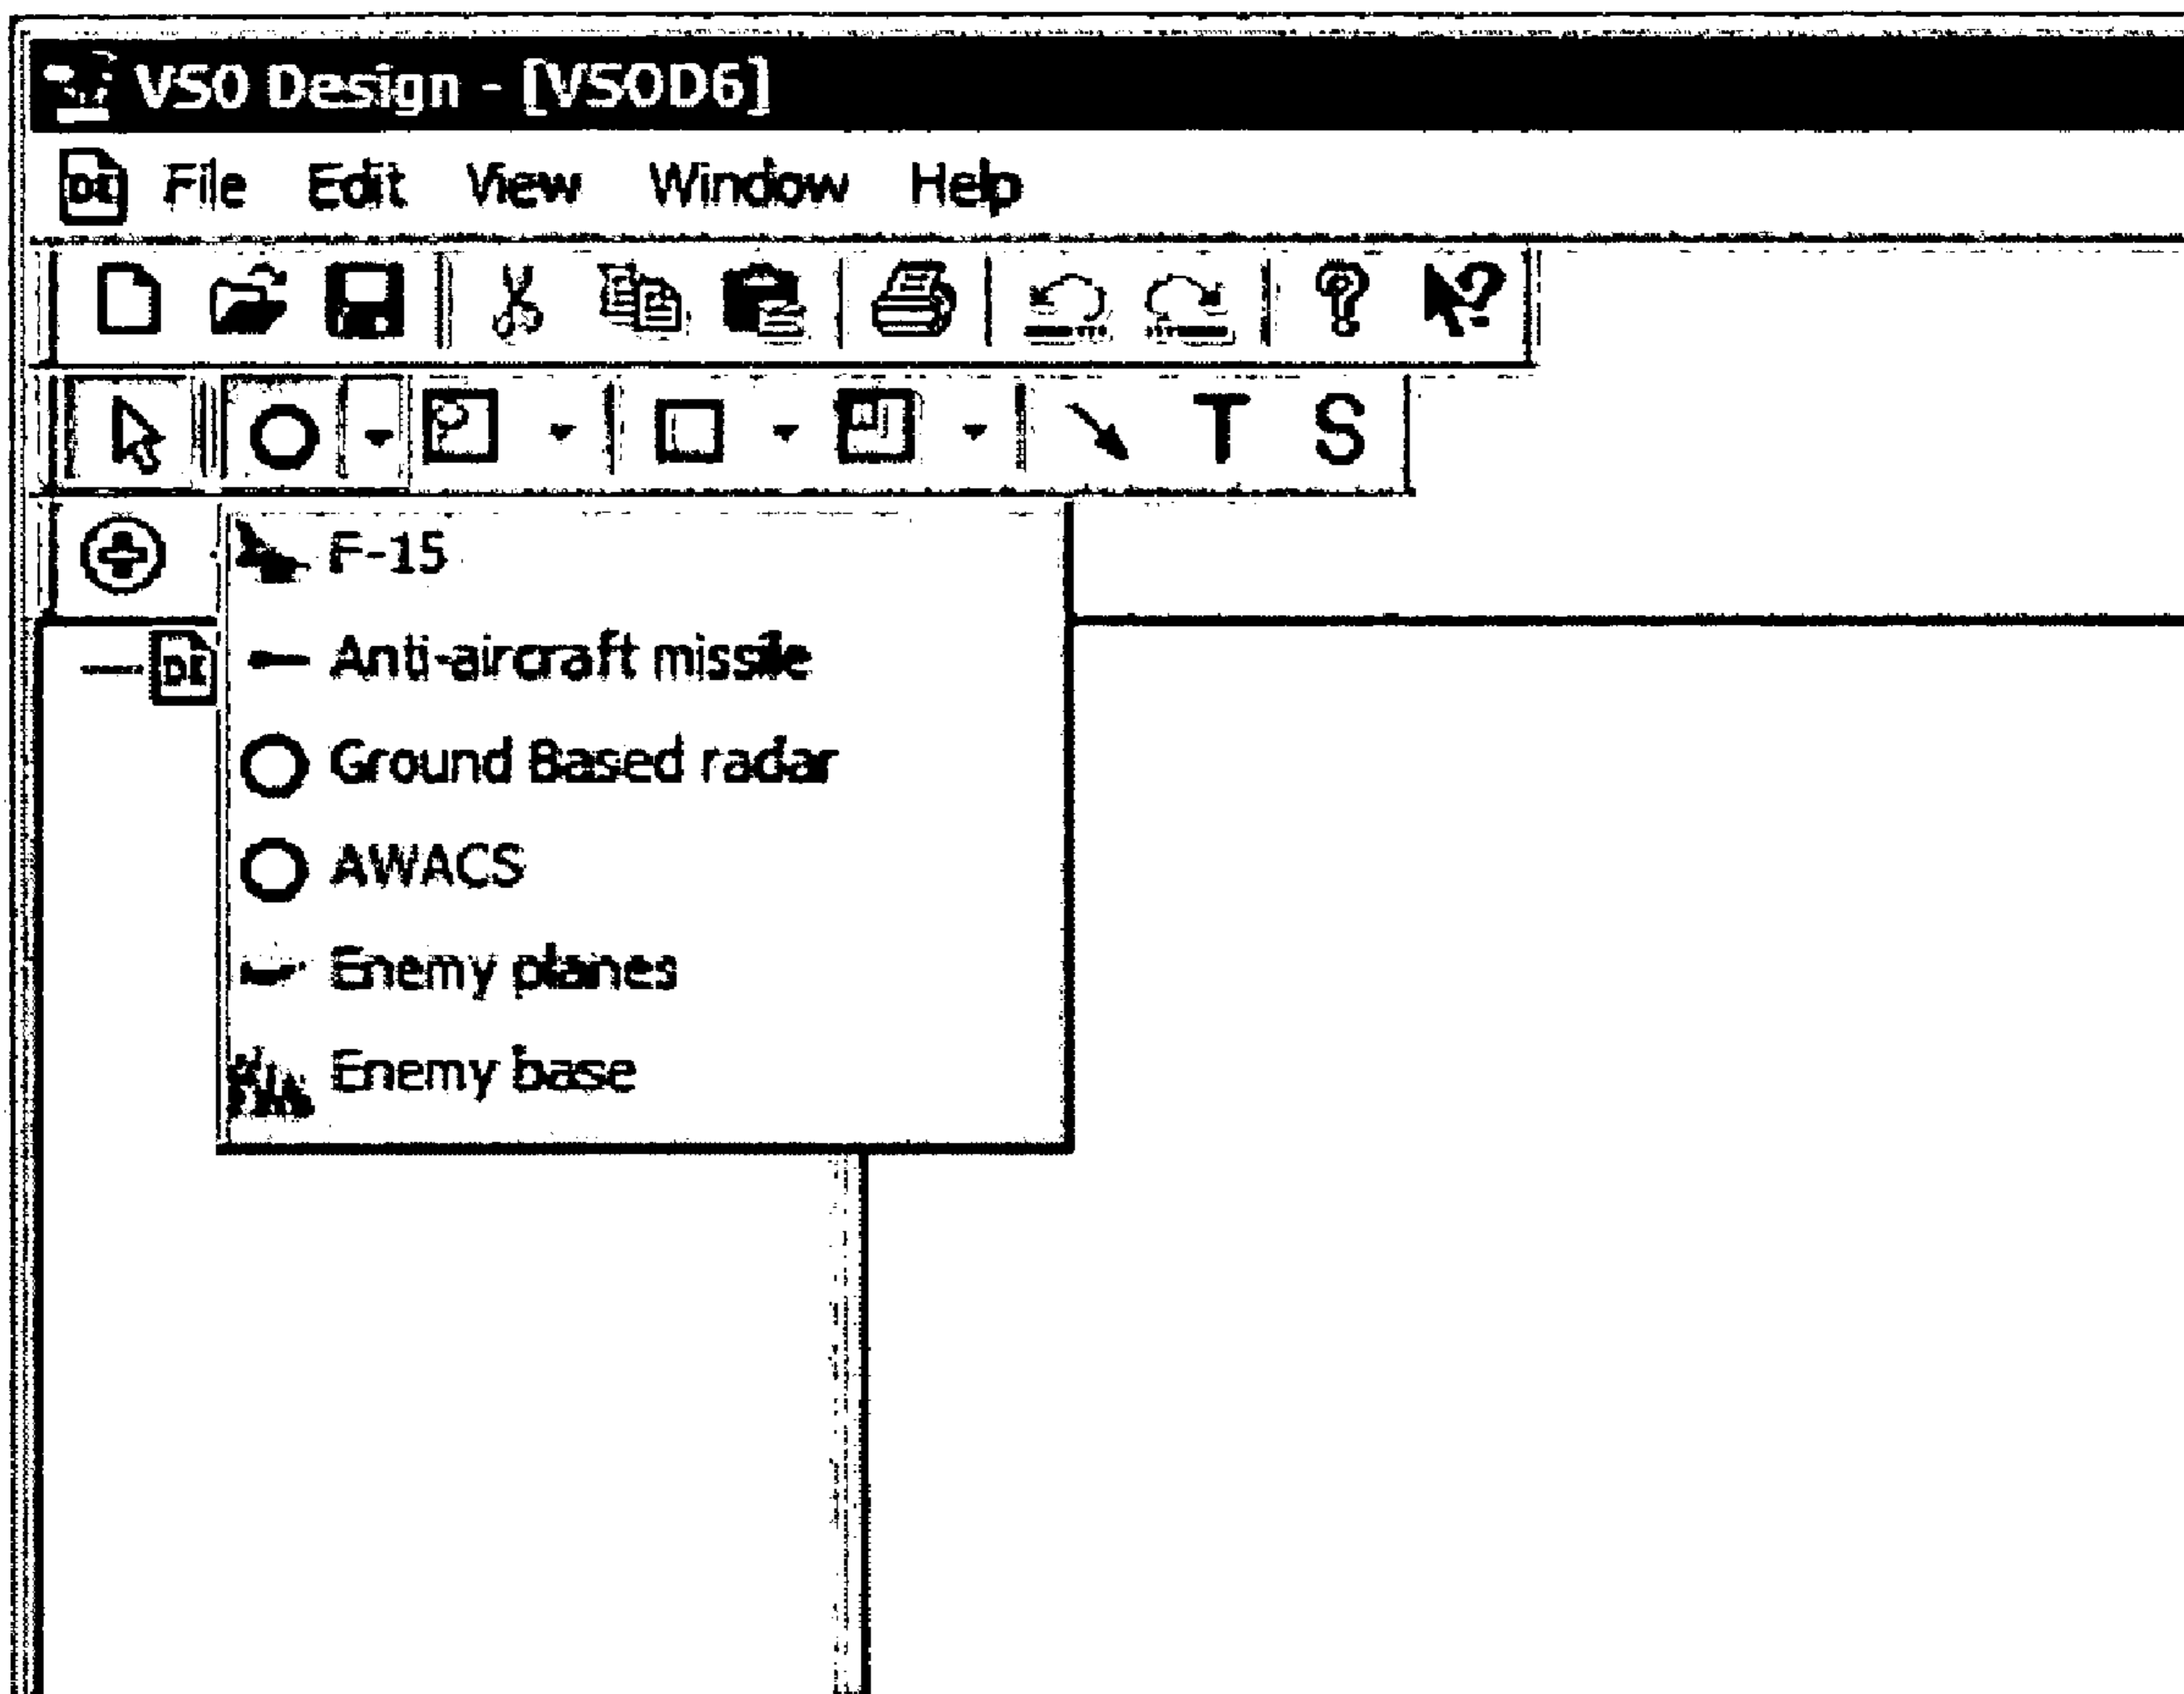 VSO Design - [VSOD6]
File Edit View Window Help
T S
F-15
Anti-aircraft missile
Ground Based radar
AWACS
Enemy planes
Enemy base